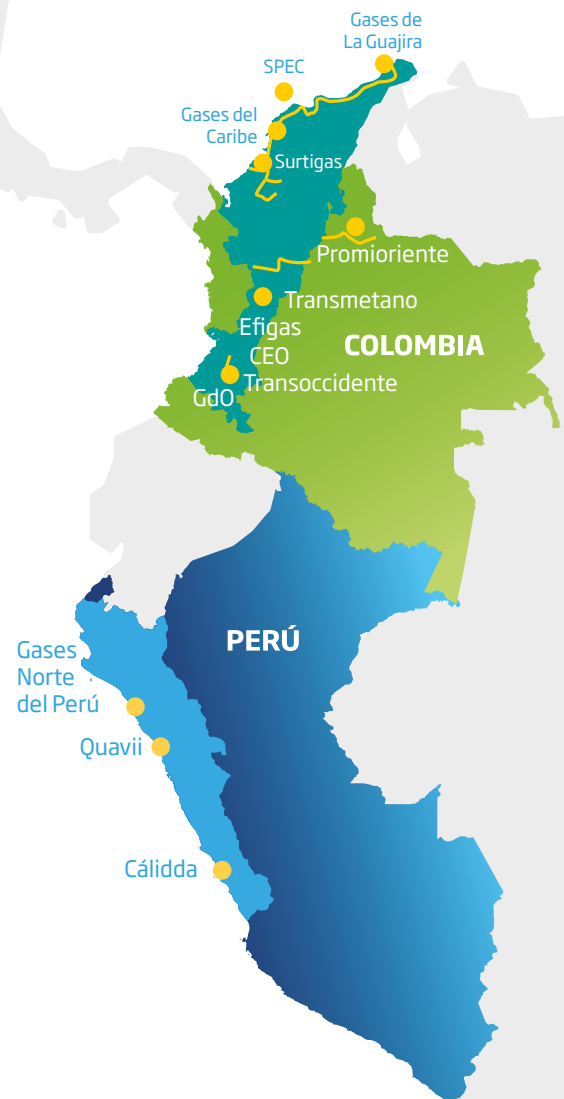 Gases de
La Guajira
SPEC
Gases del
Caribe
Surtigas
Promioriente
Transmetano
Efigas
COLOMBIA
CEO
Transoccidente
GdO
PERÚ
Gases
Norte
del Perú
Quavii
Cálidda